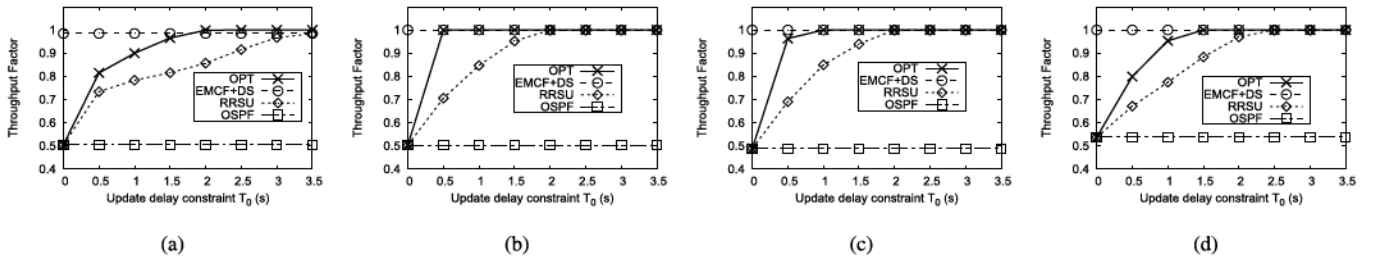 Throughput Factor
1
0.9
0.8
0.7
0.6
0.5
0.4
OPT
EMCF+DS
RRSU
OSPF
0 0.5 1 1.5 2 2.5 3 3.5
Update delay constraint T₀ (s)
(a)
Throughput Factor
1
0.9
0.8
0.7
0.6
0.5
0.4
OPT
EMCF+DS
RRSU
OSPF
0 0.5 1 1.5 2 2.5 3 3.5
Update delay constraint T₀ (s)
(b)
Throughput Factor
1
0.9
0.8
0.7
0.6
0.5
0.4
OPT
EMCF+DS
RRSU
OSPF
0 0.5 1 1.5 2 2.5 3 3.5
Update delay constraint T₀ (s)
(c)
Throughput Factor
1
0.9
0.8
0.7
0.6
0.5
0.4
OPT
EMCF+DS
RRSU
OSPF
0 0.5 1 1.5 2 2.5 3 3.5
Update delay constraint T₀ (s)
(d)